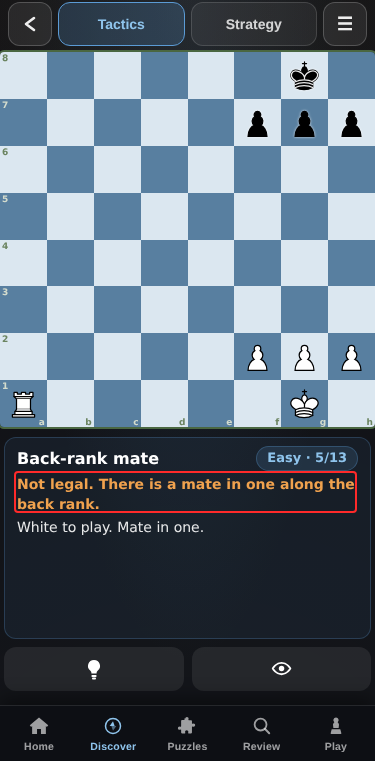 Tactics
Strategy
8
7
6
5
4
3
2
1
a b c d e f g h
Back-rank mate
Easy · 5/13
Not legal. There is a mate in one along the
back rank.
White to play. Mate in one.
Home
Discover
Puzzles
Review
Play